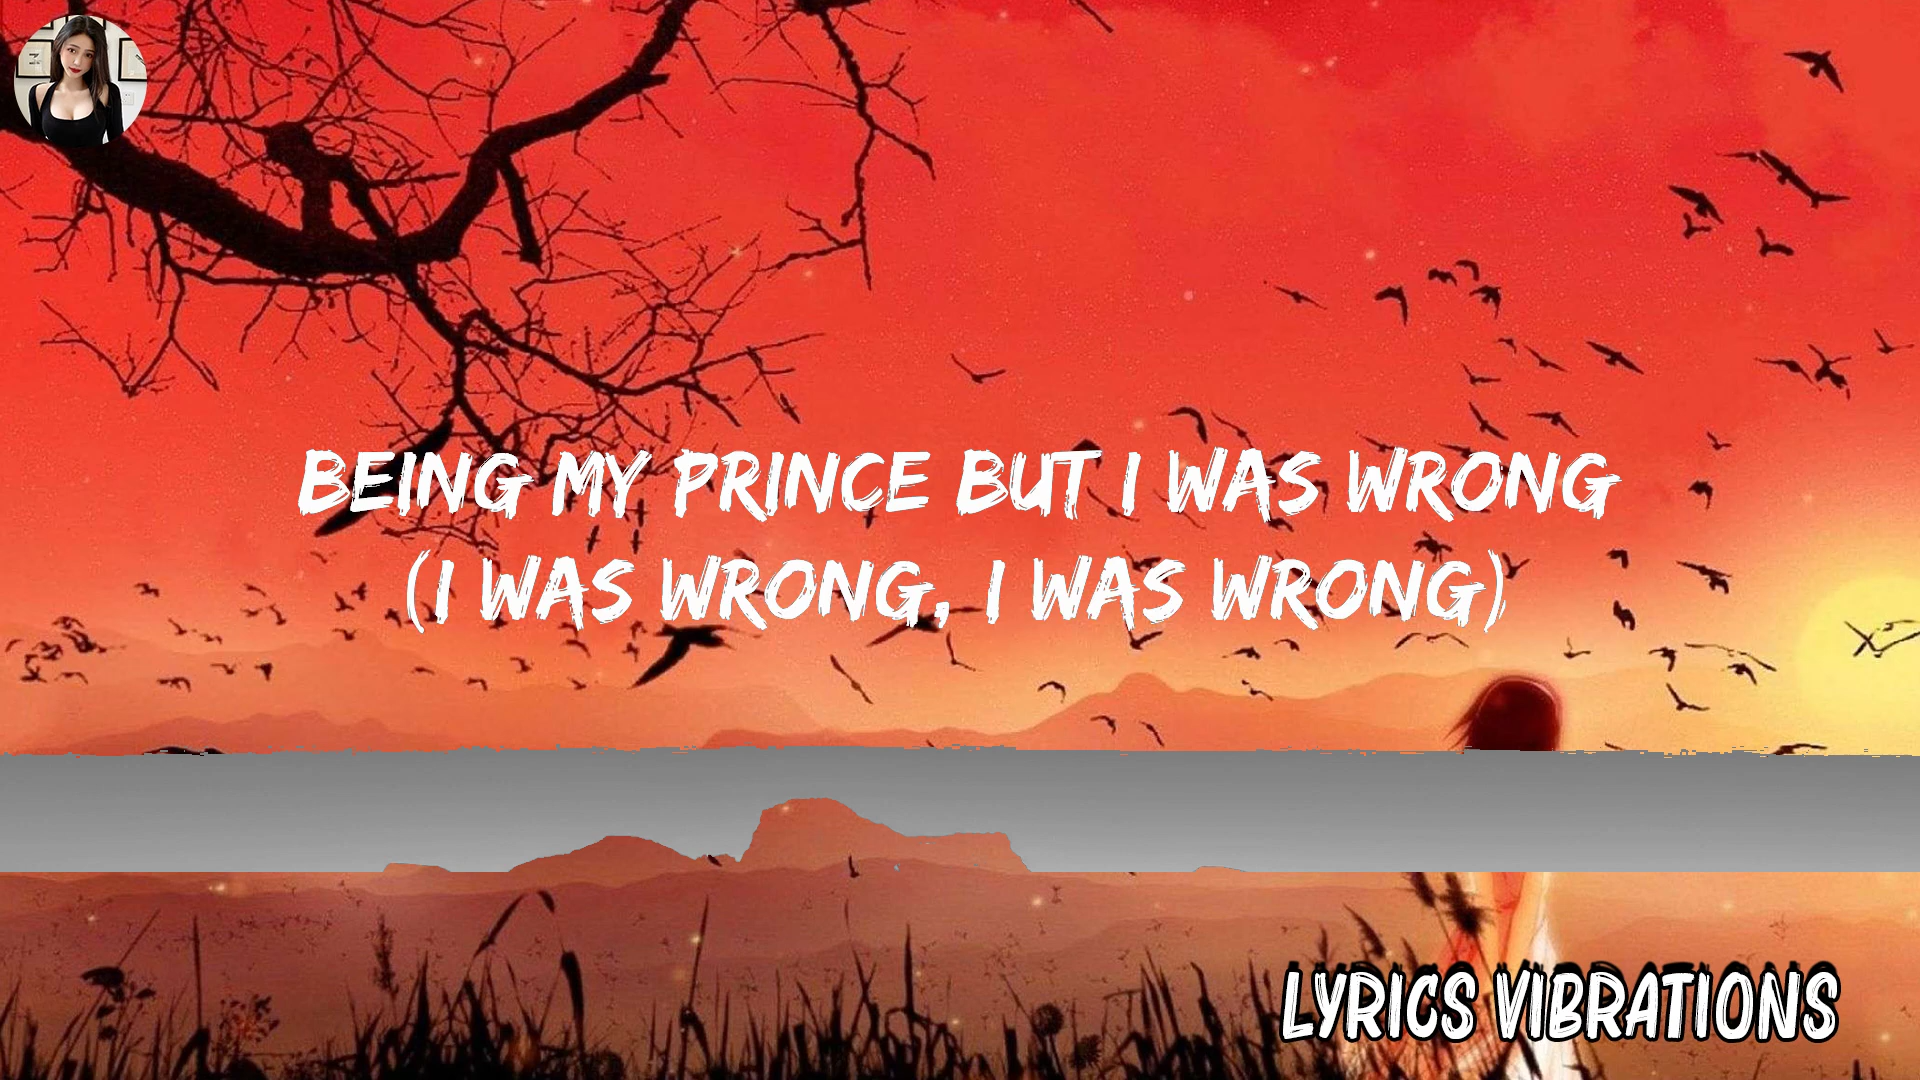 BEING MY PRINCE BUT I WAS WRONG
(I WAS WRONG, I WAS WRONG)
LYRICS VIBRATIONS